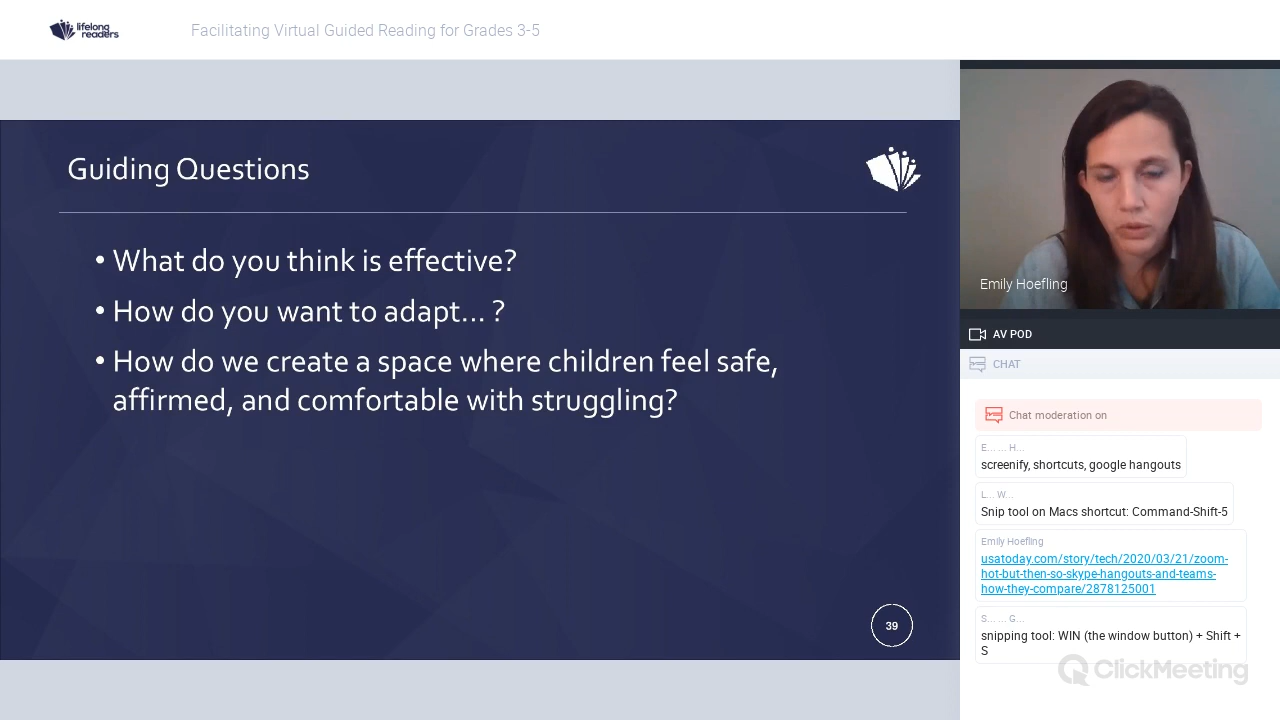 lifelong
readers
Facilitating Virtual Guided Reading for Grades 3-5
Guiding Questions
• What do you think is effective?
• How do you want to adapt... ?
• How do we create a space where children feel safe,
affirmed, and comfortable with struggling?
39
Emily Hoefling
AV POD
CHAT
Chat moderation on
E... ... H...
screenify, shortcuts, google hangouts
L... W...
Snip tool on Macs shortcut: Command-Shift-5
Emily Hoefling
usatoday.com/story/tech/2020/03/21/zoom-
hot-but-then-so-skype-hangouts-and-teams-
how-they-compare/2878125001
S... ... G...
snipping tool: WIN (the window button) + Shift +
S
ClickMeeting